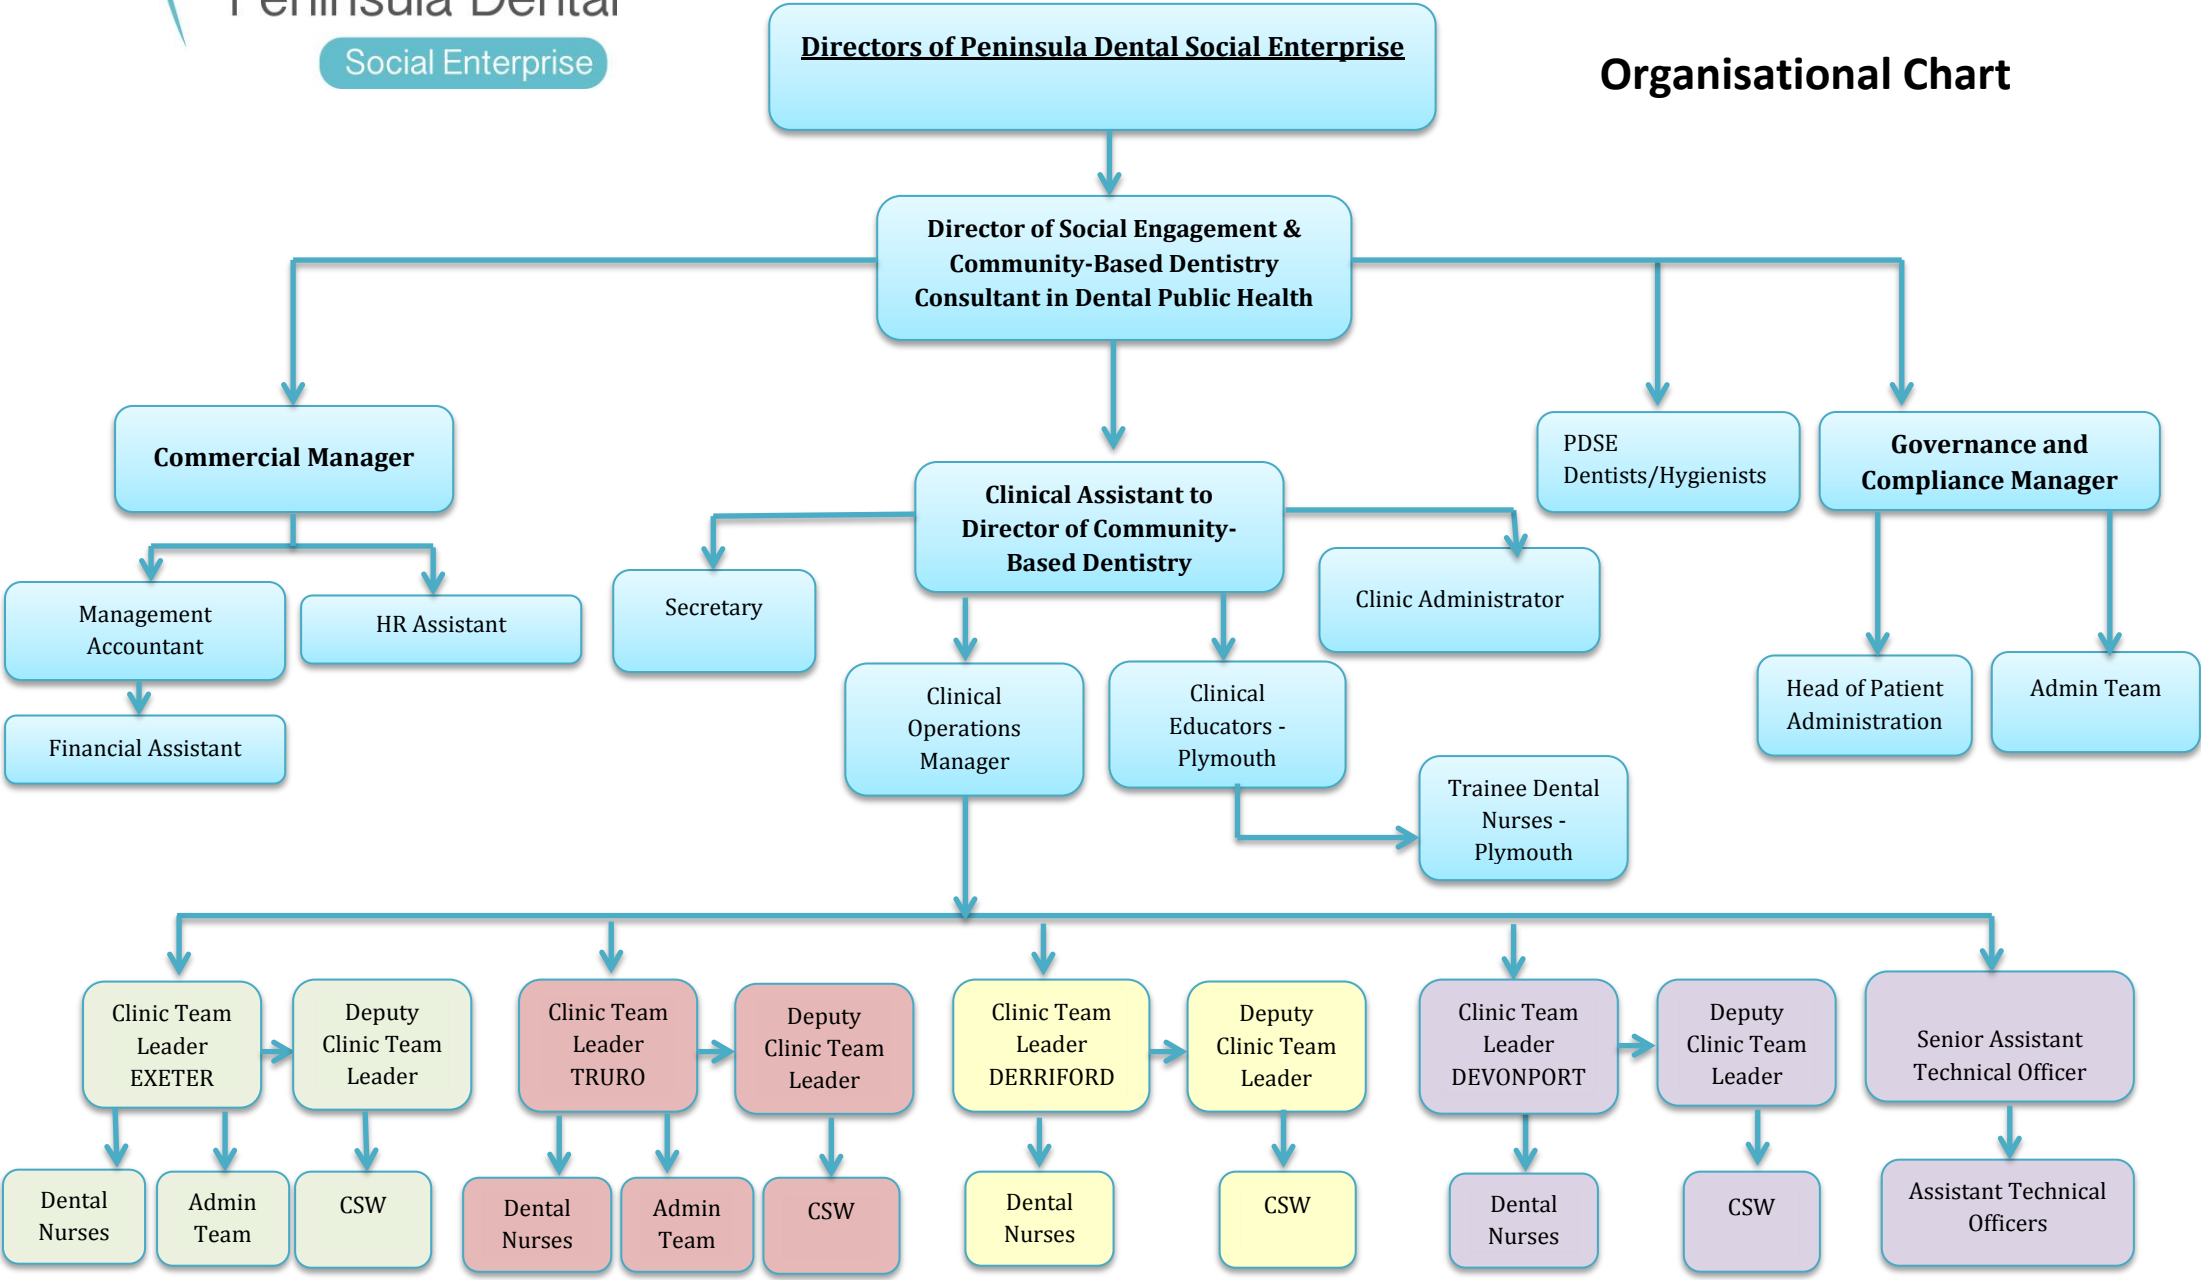 Peninsula Dental
Social Enterprise
Directors of Peninsula Dental Social Enterprise
Organisational Chart
Director of Social Engagement &
Community-Based Dentistry
Consultant in Dental Public Health
Commercial Manager
PDSE
Dentists/Hygienists
Governance and
Compliance Manager
Clinical Assistant to
Director of Community-
Based Dentistry
Management
Accountant
HR Assistant
Secretary
Clinic Administrator
Financial Assistant
Clinical
Operations
Manager
Clinical
Educators -
Plymouth
Head of Patient
Administration
Admin Team
Trainee Dental
Nurses -
Plymouth
Clinic Team
Leader
EXETER
Deputy
Clinic Team
Leader
Clinic Team
Leader
TRURO
Deputy
Clinic Team
Leader
Clinic Team
Leader
DERRIFORD
Deputy
Clinic Team
Leader
Clinic Team
Leader
DEVONPORT
Deputy
Clinic Team
Leader
Senior Assistant
Technical Officer
Dental
Nurses
Admin
Team
CSW
Dental
Nurses
Admin
Team
CSW
Dental
Nurses
CSW
Dental
Nurses
CSW
Assistant Technical
Officers